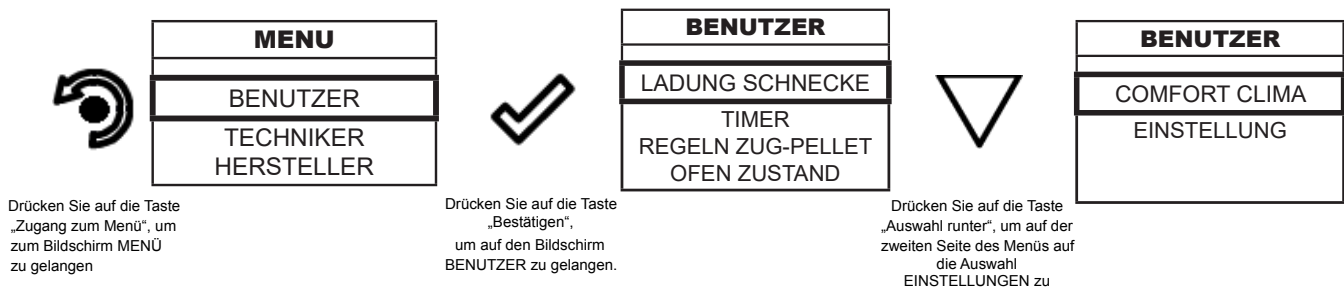 MENU
BENUTZER
TECHNIKER
HERSTELLER
Drücken Sie auf die Taste
„Zugang zum Menü“, um
zum Bildschirm MENÜ
zu gelangen
BENUTZER
LADUNG SCHNECKE
TIMER
REGELN ZUG-PELLET
OFEN ZUSTAND
Drücken Sie auf die Taste
„Bestätigen“,
um auf den Bildschirm
BENUTZER zu gelangen.
BENUTZER
COMFORT CLIMA
EINSTELLUNG
Drücken Sie auf die Taste
„Auswahl runter“, um auf der
zweiten Seite des Menüs auf
die Auswahl
EINSTELLUNGEN zu